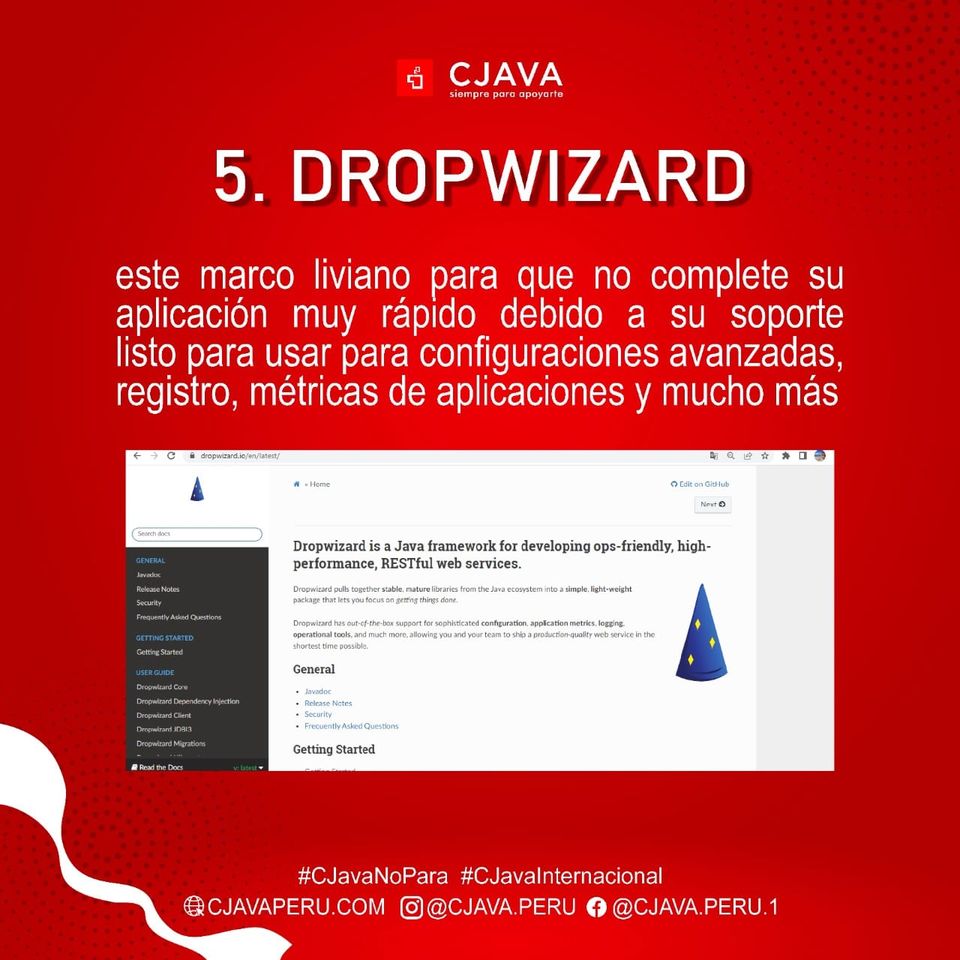 CJAVA
siempre para apoyarte
5. DROPWIZARD
este marco liviano para que no complete su
aplicación muy rápido debido a su soporte
listo para usar para configuraciones avanzadas,
registro, métricas de aplicaciones y mucho más
dropwizard.io/en/latest/
» Home
Edit on GitHub
Next
Search docs
GENERAL
Javadoc
Release Notes
Security
Frequently Asked Questions
GETTING STARTED
Getting Started
USER GUIDE
Dropwizard Core
Dropwizard Dependency Injection
Dropwizard Client
Dropwizard JDBI3
Dropwizard Migrations
Read the Docs
v: latest
Dropwizard is a Java framework for developing ops-friendly, high-
performance, RESTful web services.
Dropwizard pulls together stable, mature libraries from the Java ecosystem into a simple, light-weight
package that lets you focus on getting things done.
Dropwizard has out-of-the-box support for sophisticated configuration, application metrics, logging,
operational tools, and much more, allowing you and your team to ship a production-quality web service in the
shortest time possible.
General
• Javadoc
• Release Notes
• Security
• Frequently Asked Questions
Getting Started
#CJavaNoPara #CJavaInternacional
CJAVAPERU.COM @CJAVA.PERU @CJAVA.PERU.1